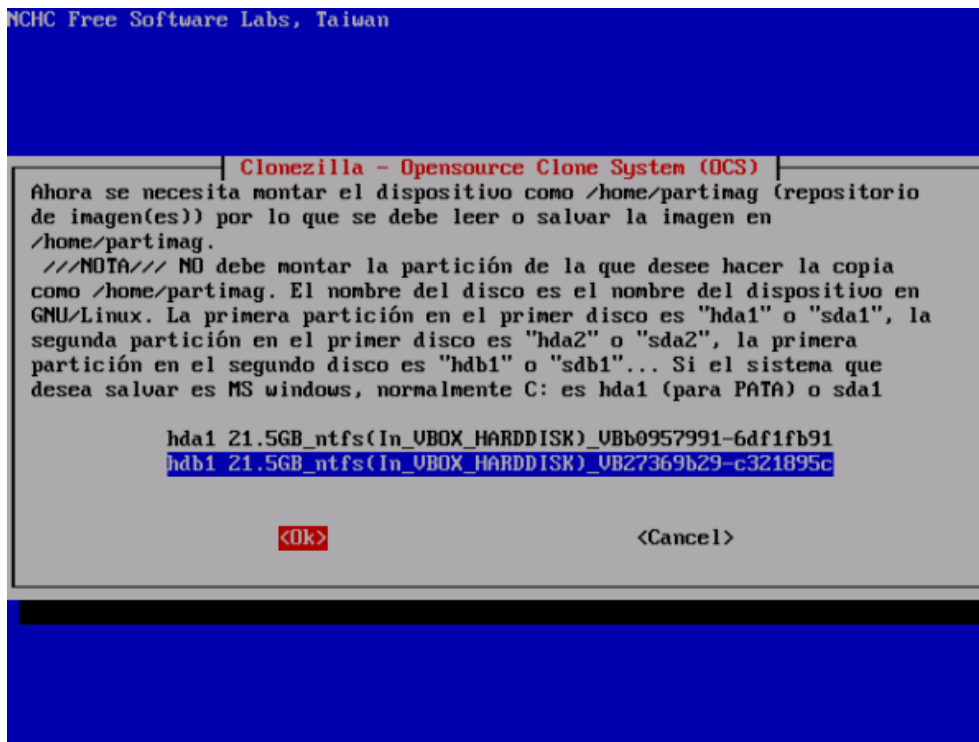 NCHC Free Software Labs, Taiwan
Clonezilla - Opensource Clone System (OCS)
Ahora se necesita montar el dispositivo como /home/partimag (repositorio
de imagen(es)) por lo que se debe leer o salvar la imagen en
/home/partimag.
///NOTA/// NO debe montar la partición de la que desee hacer la copia
como /home/partimag. El nombre del disco es el nombre del dispositivo en
GNU/Linux. La primera partición en el primer disco es "hda1" o "sda1", la
segunda partición en el primer disco es "hda2" o "sda2", la primera
partición en el segundo disco es "hdb1" o "sdb1"... Si el sistema que
desea salvar es MS windows, normalmente C: es hda1 (para PATA) o sda1
hda1 21.5GB_ntfs(In_VBOX_HARDDISK)_VBb0957991-6df1fb91
hdb1 21.5GB_ntfs(In_VBOX_HARDDISK)_VB27369b29-c321895c
<Ok> <Cancel>